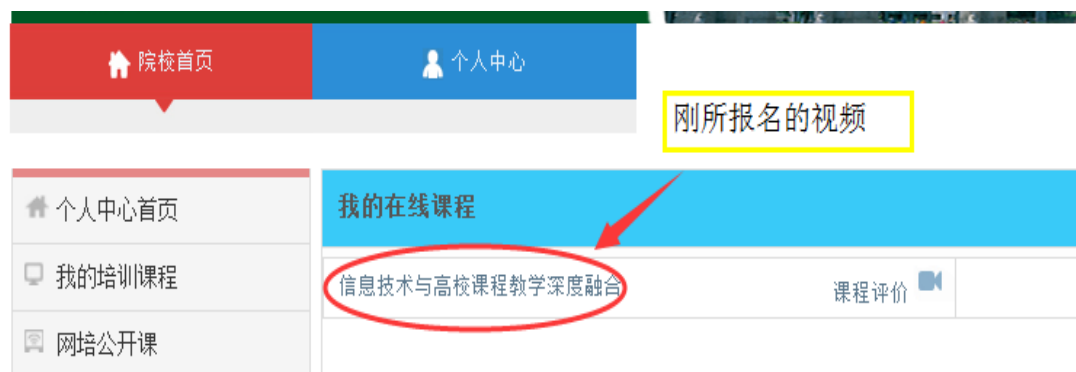 院校首页
个人中心
刚所报名的视频
个人中心首页
我的培训课程
网培公开课
我的在线课程
信息技术与高校课程教学深度融合
课程评价